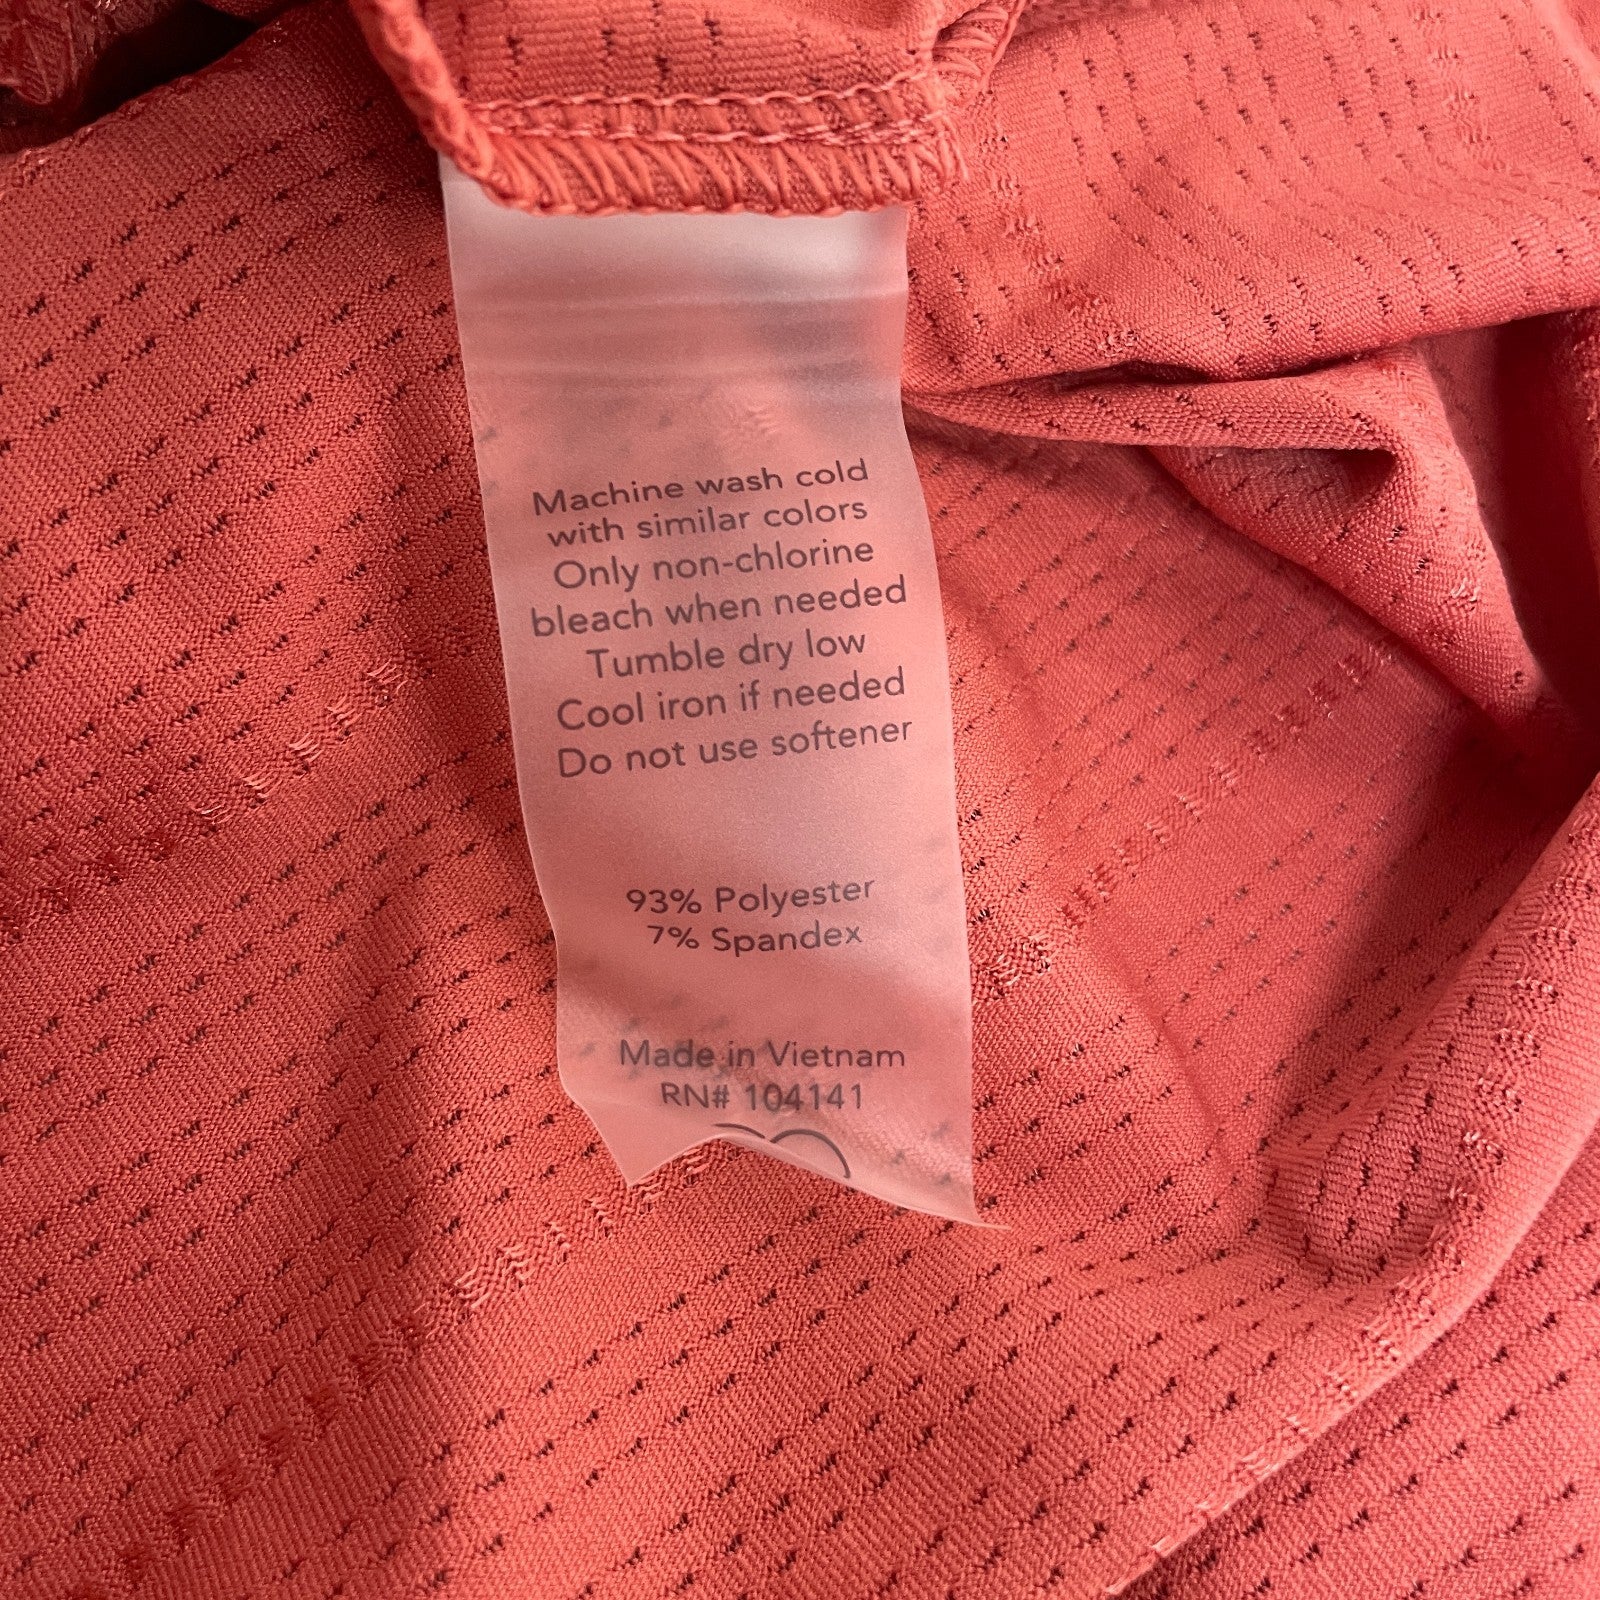 Machine wash cold
with similar colors
Only non-chlorine
bleach when needed
Tumble dry low
Cool iron if needed
Do not use softener
93% Polyester
7% Spandex
Made in Vietnam
RN# 104141